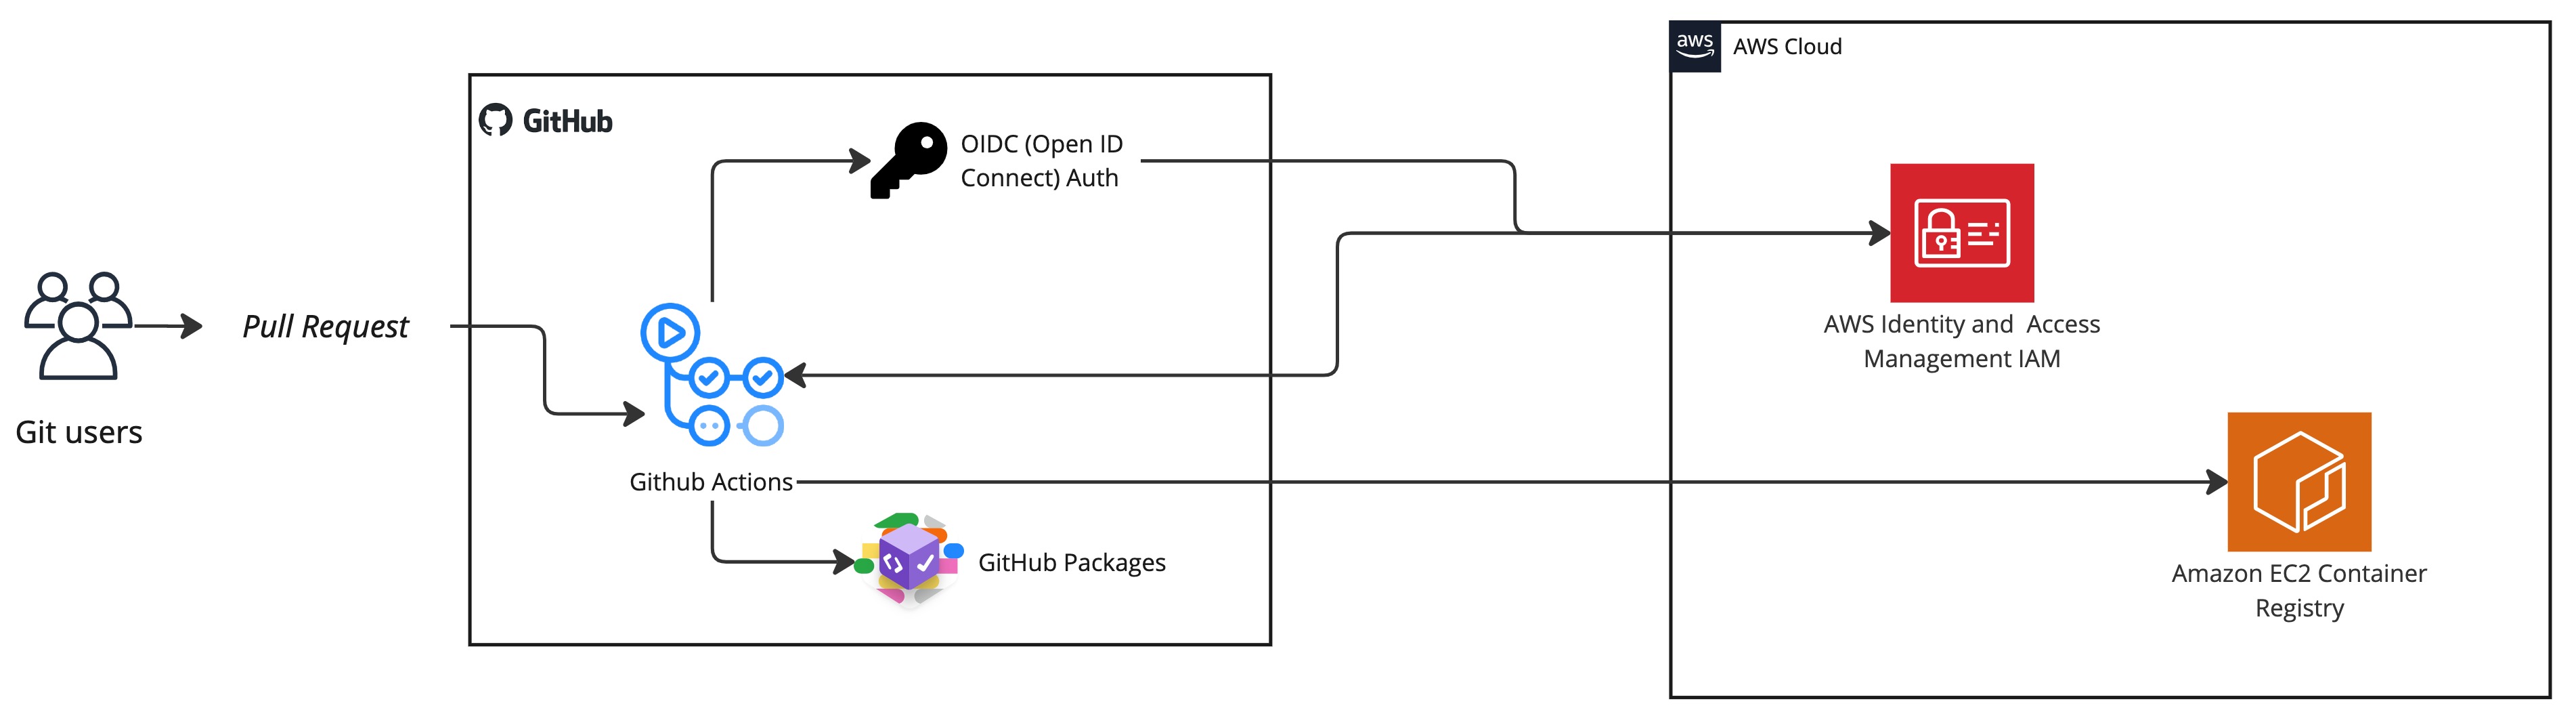 aws
AWS Cloud
GitHub
OIDC (Open ID
Connect) Auth
Pull Request
AWS Identity and  Access
Management IAM
Git users
Github Actions
GitHub Packages
Amazon EC2 Container
Registry